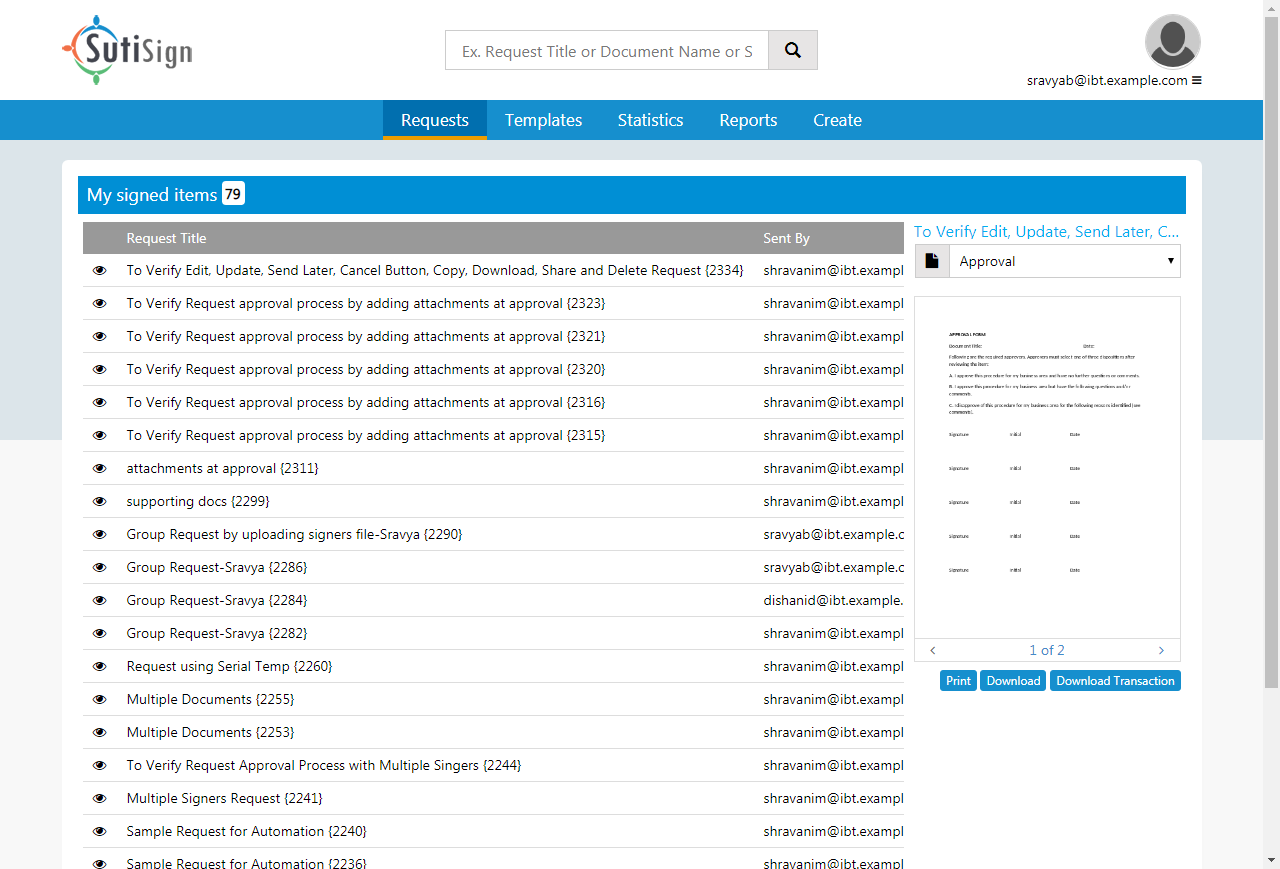 SutiSign
Ex. Request Title or Document Name or S
sravyab@ibt.example.com
Requests Templates Statistics Reports Create
My signed items 79
Request Title Sent By
To Verify Edit, Update, Send Later, Cancel Button, Copy, Download, Share and Delete Request {2334} shravanim@ibt.exampl
To Verify Request approval process by adding attachments at approval {2323} shravanim@ibt.exampl
To Verify Request approval process by adding attachments at approval {2321} shravanim@ibt.exampl
To Verify Request approval process by adding attachments at approval {2320} shravanim@ibt.exampl
To Verify Request approval process by adding attachments at approval {2316} shravanim@ibt.exampl
To Verify Request approval process by adding attachments at approval {2315} shravanim@ibt.exampl
attachments at approval {2311} shravanim@ibt.exampl
supporting docs {2299} shravanim@ibt.exampl
Group Request by uploading signers file-Sravya {2290} sravyab@ibt.example.c
Group Request-Sravya {2286} sravyab@ibt.example.c
Group Request-Sravya {2284} dishanid@ibt.example.
Group Request-Sravya {2282} shravanim@ibt.exampl
Request using Serial Temp {2260} shravanim@ibt.exampl
Multiple Documents {2255} shravanim@ibt.exampl
Multiple Documents {2253} shravanim@ibt.exampl
To Verify Request Approval Process with Multiple Singers {2244} shravanim@ibt.exampl
Multiple Signers Request {2241} shravanim@ibt.exampl
Sample Request for Automation {2240} shravanim@ibt.exampl
Sample Request for Automation {2236} shravanim@ibt.exampl
To Verify Edit, Update, Send Later, C...
Approval
APPROVAL FORM
Document Title: Date:
Following are the required approvers. Approvers must select one of three dispositions after
reviewing the item:
A. I approve this procedure for my business area and have no further questions or comments.
B. I approve this procedure for my business area but have the following questions and/or
comments.
C. I disapprove of this procedure for my business area for the following reasons identified (see
comments).
Signature Initial Date
Signature Initial Date
Signature Initial Date
Signature Initial Date
Signature Initial Date
1 of 2
Print Download Download Transaction